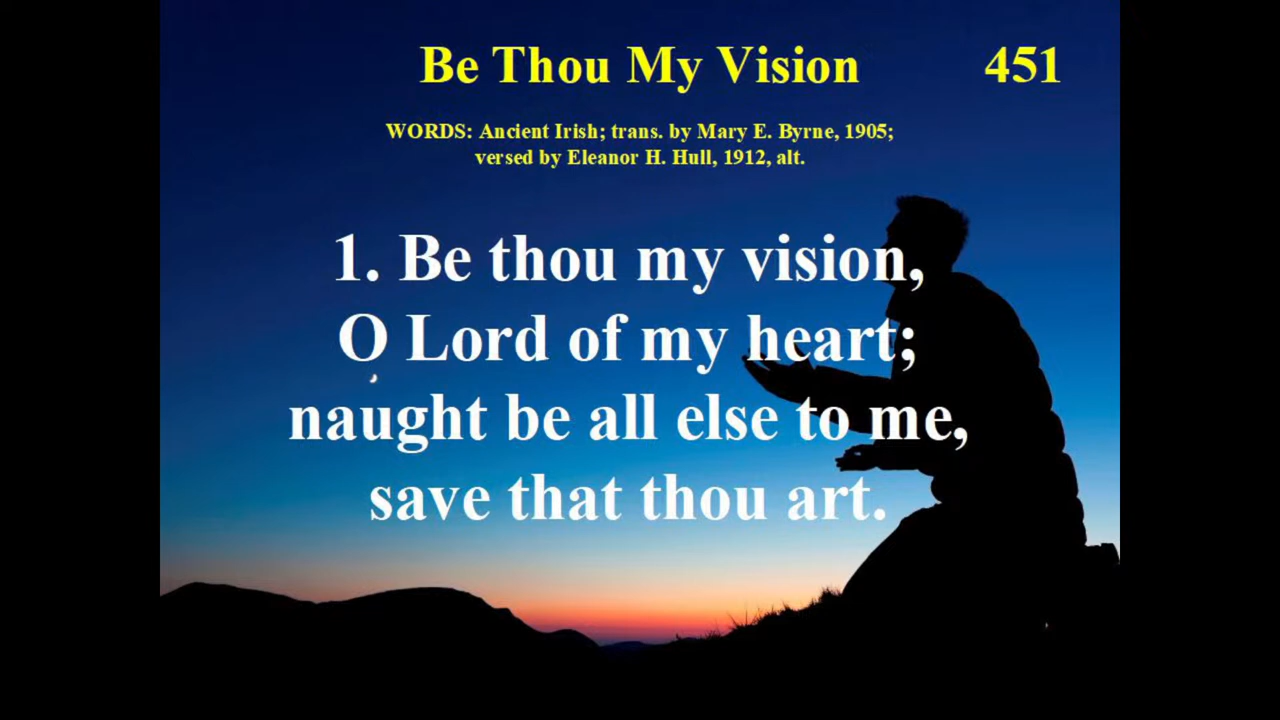 Be Thou My Vision 451
WORDS: Ancient Irish; trans. by Mary E. Byrne, 1905;
versed by Eleanor H. Hull, 1912, alt.
1. Be thou my vision,
O Lord of my heart;
naught be all else to me,
save that thou art.